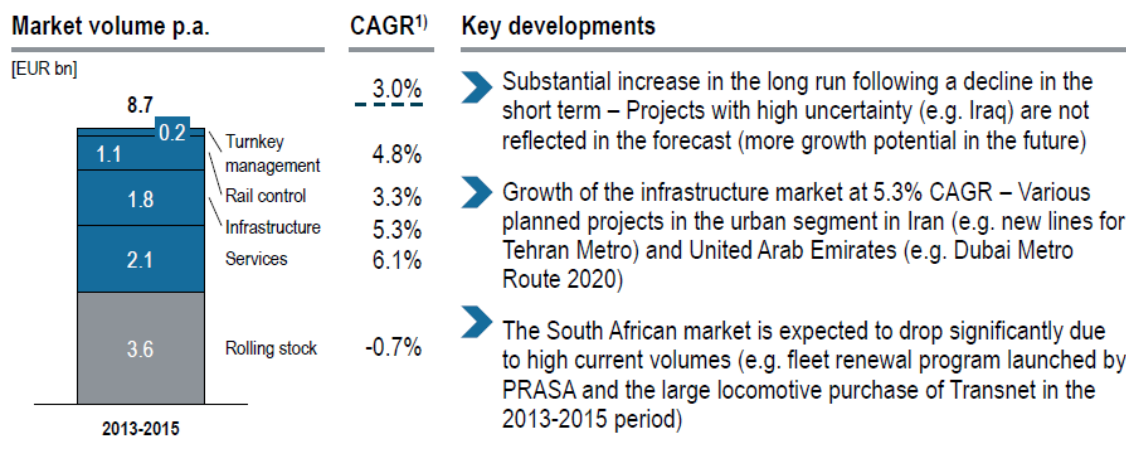 Market volume p.a.
[EUR bn]
8.7
0.2
1.1
1.8
2.1
3.6
2013-2015
Turnkey
management
Rail control
Infrastructure
Services
Rolling stock
CAGR1)
3.0%
4.8%
3.3%
5.3%
6.1%
-0.7%
Key developments
Substantial increase in the long run following a decline in the
short term – Projects with high uncertainty (e.g. Iraq) are not
reflected in the forecast (more growth potential in the future)
Growth of the infrastructure market at 5.3% CAGR – Various
planned projects in the urban segment in Iran (e.g. new lines for
Tehran Metro) and United Arab Emirates (e.g. Dubai Metro
Route 2020)
The South African market is expected to drop significantly due
to high current volumes (e.g. fleet renewal program launched by
PRASA and the large locomotive purchase of Transnet in the
2013-2015 period)